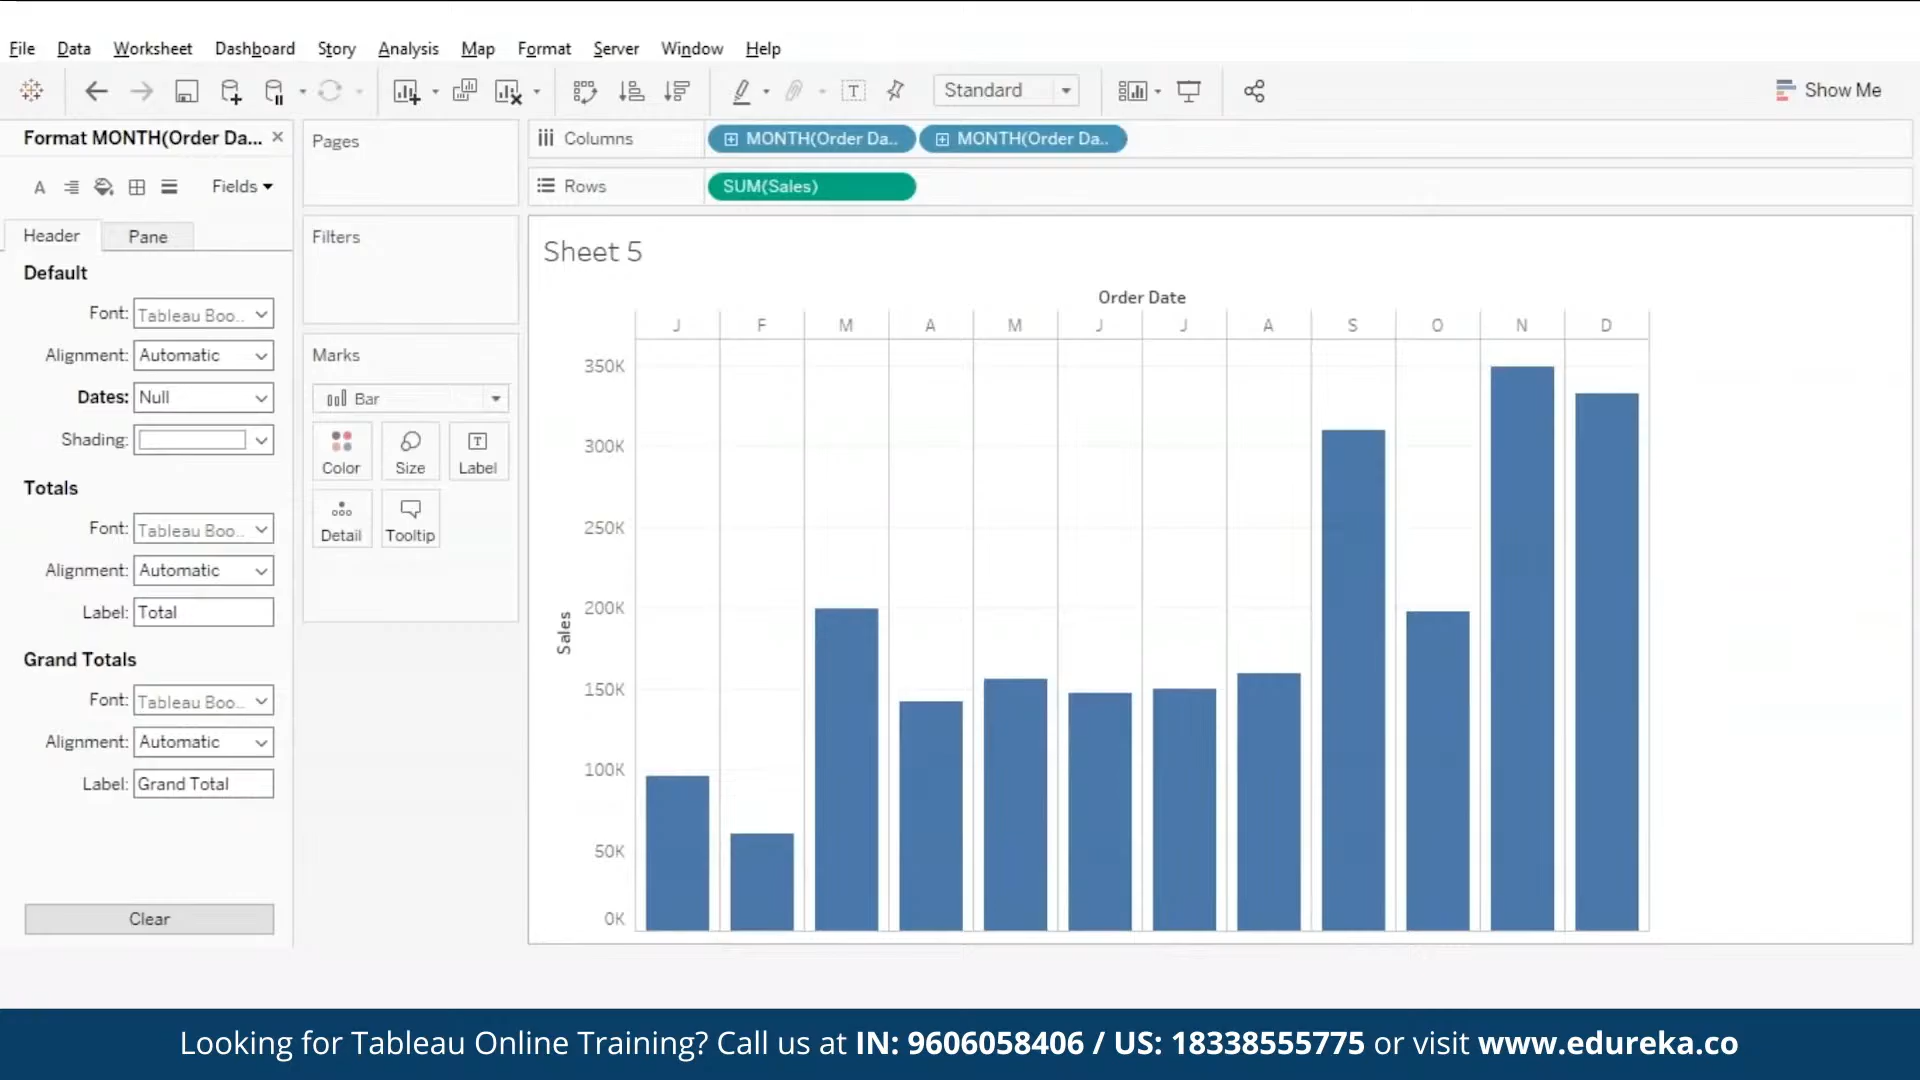 File Data Worksheet Dashboard Story Analysis Map Format Server Window Help
Standard
Show Me
Format MONTH(Order Da...
Fields
Header Pane
Default
Font: Tableau Boo..
Alignment: Automatic
Dates: Null
Shading:
Totals
Font: Tableau Boo..
Alignment: Automatic
Label: Total
Grand Totals
Font: Tableau Boo..
Alignment: Automatic
Label: Grand Total
Clear
Pages
Filters
Marks
Bar
Color Size Label
Detail Tooltip
Columns MONTH(Order Da.. MONTH(Order Da..
Rows SUM(Sales)
Sheet 5
Order Date
J F M A M J J A S O N D
350K
300K
250K
200K
150K
100K
50K
0K
Sales
Looking for Tableau Online Training? Call us at IN: 9606058406 / US: 18338555775 or visit www.edureka.co